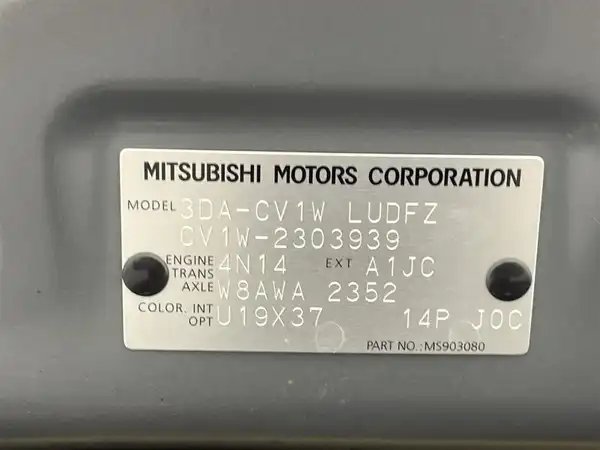 MITSUBISHI MOTORS CORPORATION
MODEL 3DA-CV1W LUDFZ
CV1W-2303939
ENGINE 4N14 EXT A1JC
TRANS
AXLE W8AWA 2352
COLOR. INT U19X37 14P J0C
OPT
PART NO.;MS903080